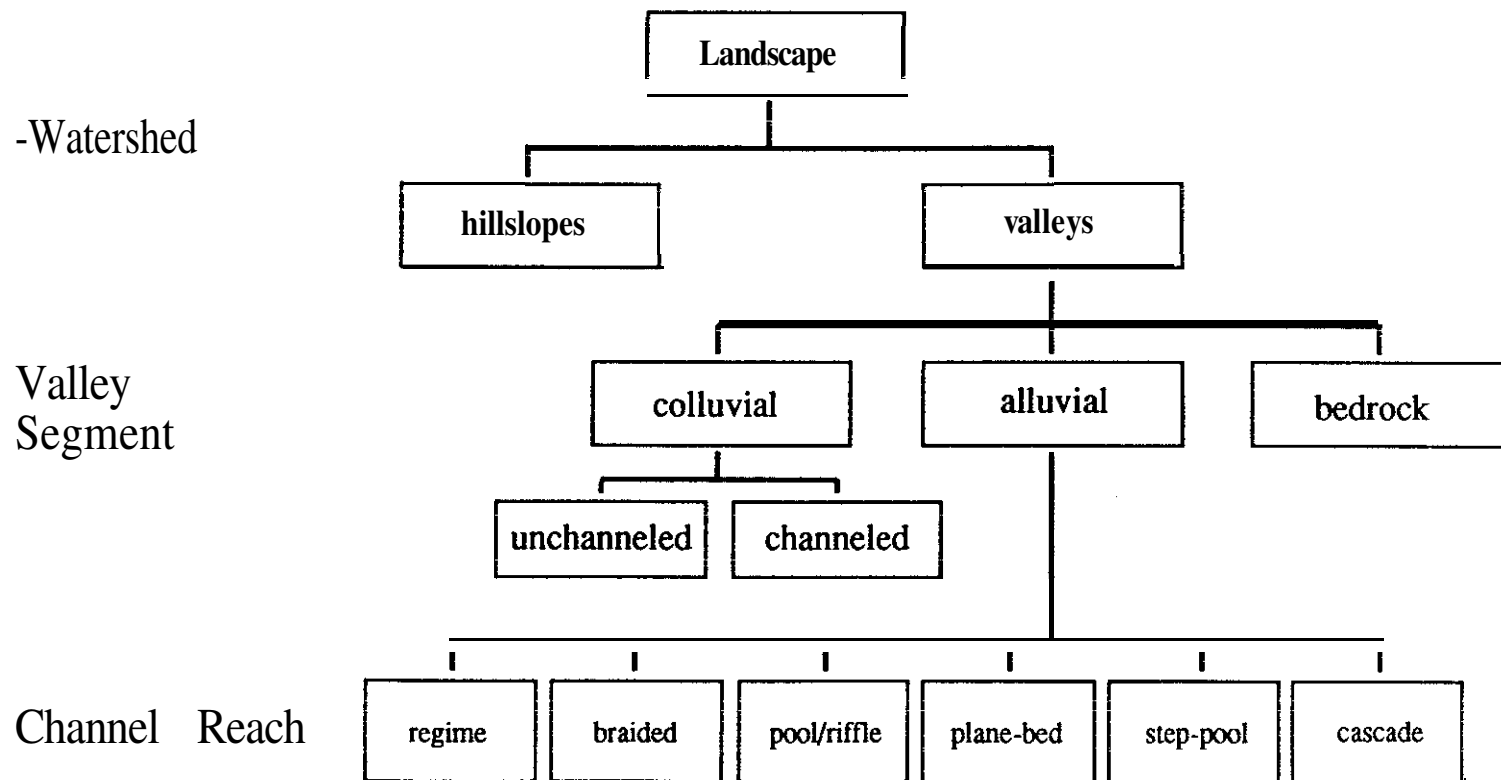 Landscape
-Watershed
hillslopes
valleys
Valley
Segment
colluvial
alluvial
bedrock
unchanneled
channeled
Channel Reach
regime
braided
pool/riffle
plane-bed
step-pool
cascade